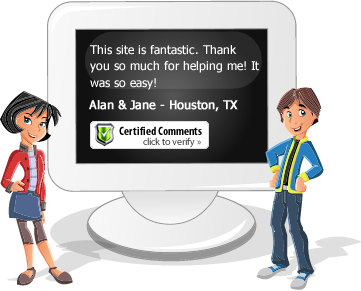 This site is fantastic. Thank
you so much for helping me! It
was so easy!
Alan & Jane - Houston, TX
Certified Comments
click to verify »